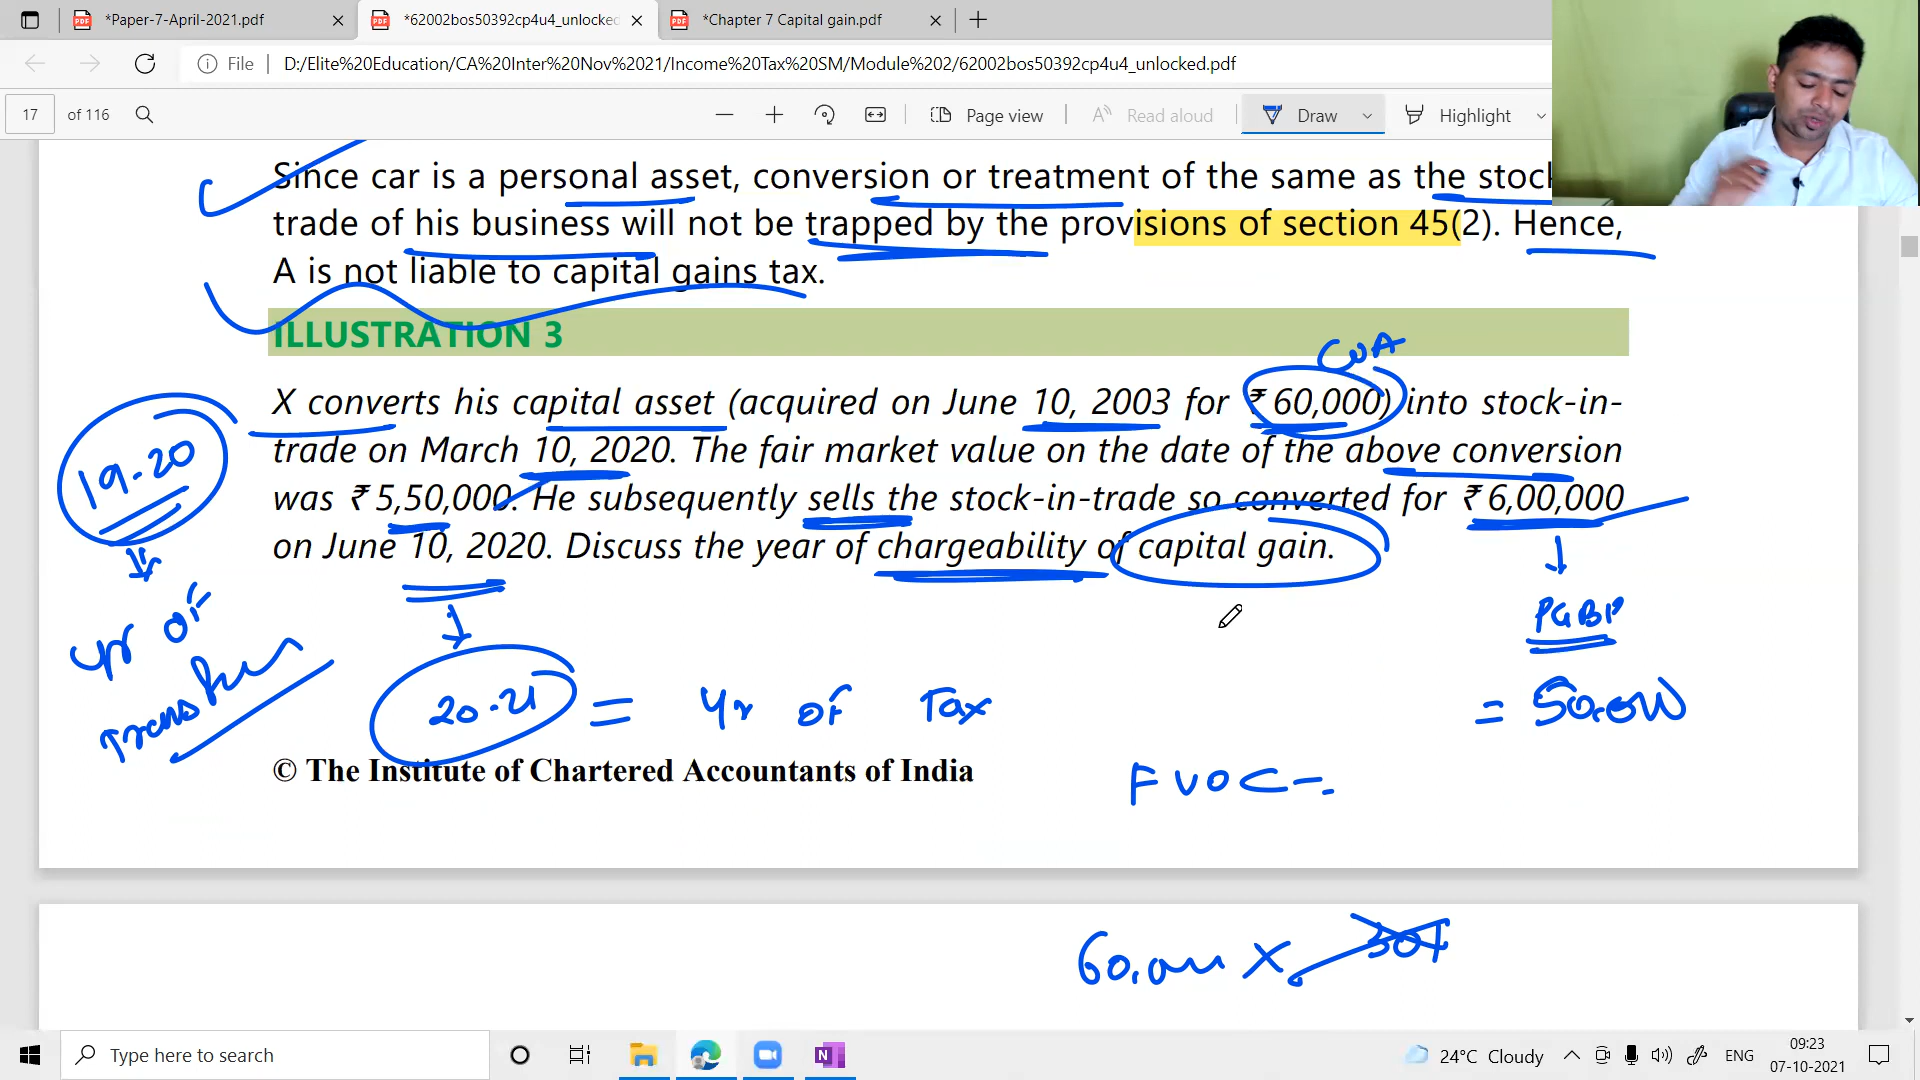 *Paper-7-April-2021.pdf
*62002bos50392cp4u4_unlocked
*Chapter 7 Capital gain.pdf
File
D:/Elite%20Education/CA%20Inter%20Nov%2021/Income%20Tax%20SM/Module%202/62002bos50392cp4u4_unlocked.pdf
17 of 116
Page view
Read aloud
Draw
Highlight
Since car is a personal asset, conversion or treatment of the same as the stock
trade of his business will not be trapped by the provisions of section 45(2). Hence,
A is not liable to capital gains tax.
ILLUSTRATION 3
COA
X converts his capital asset (acquired on June 10, 2003 for ₹ 60,000) into stock-in-
trade on March 10, 2020. The fair market value on the date of the above conversion
was ₹ 5,50,000. He subsequently sells the stock-in-trade so converted for ₹ 6,00,000
on June 10, 2020. Discuss the year of chargeability of capital gain.
19-20
yr of
transfer
20-21 = Yr of Tax
PGBP
= 50,000
FVOC =
© The Institute of Chartered Accountants of India
60,000 X
Type here to search
24°C Cloudy
ENG
09:23
07-10-2021